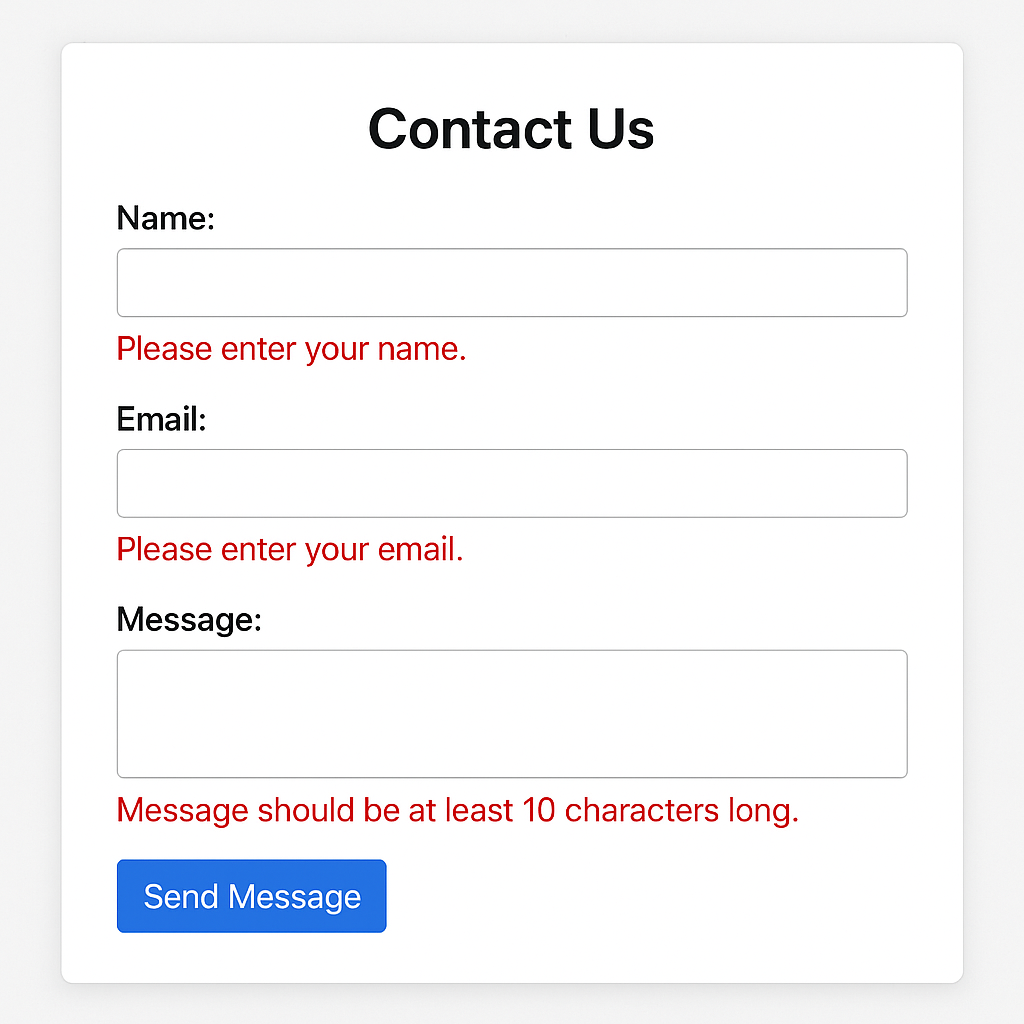 Contact Us
Name:
Please enter your name.
Email:
Please enter your email.
Message:
Message should be at least 10 characters long.
Send Message